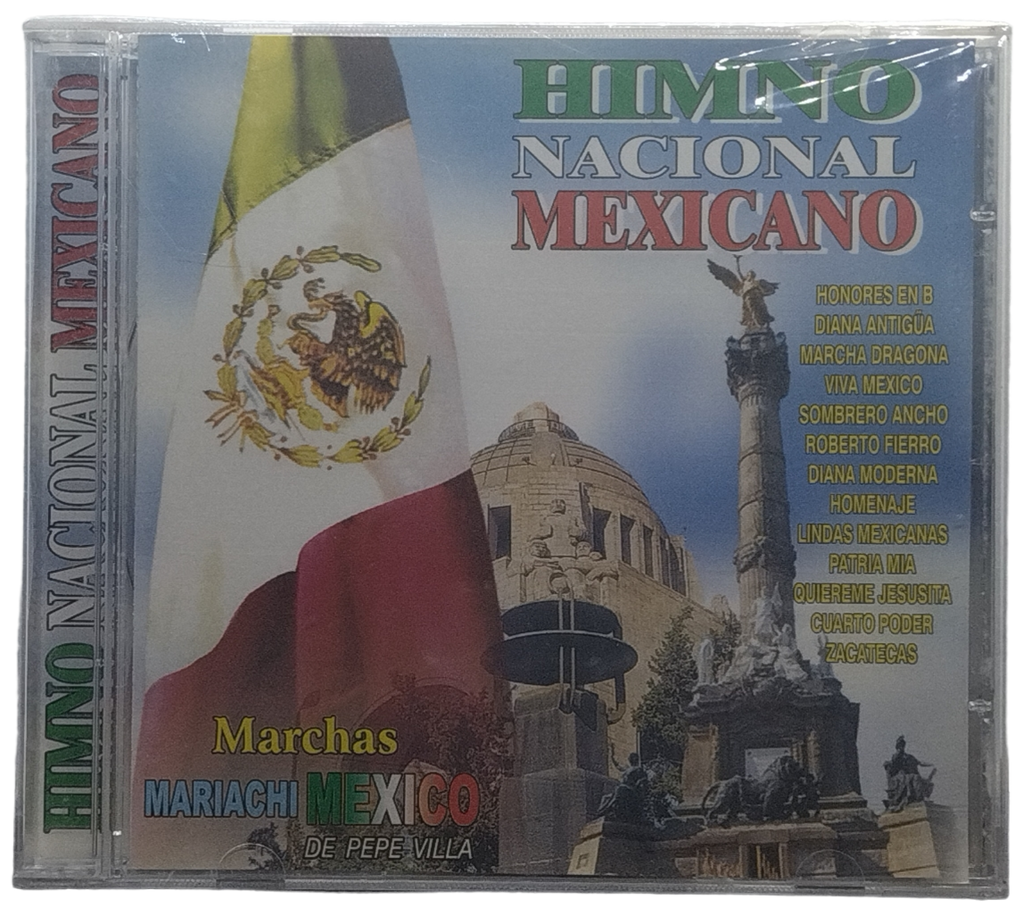 HIMNO NACIONAL MEXICANO
HIMNO
NACIONAL
MEXICANO
HONORES EN B
DIANA ANTIGÜA
MARCHA DRAGONA
VIVA MEXICO
SOMBRERO ANCHO
ROBERTO FIERRO
DIANA MODERNA
HOMENAJE
LINDAS MEXICANAS
PATRIA MIA
QUIEREME JESUSITA
CUARTO PODER
ZACATECAS
Marchas
MARIACHI MEXICO
DE PEPE VILLA